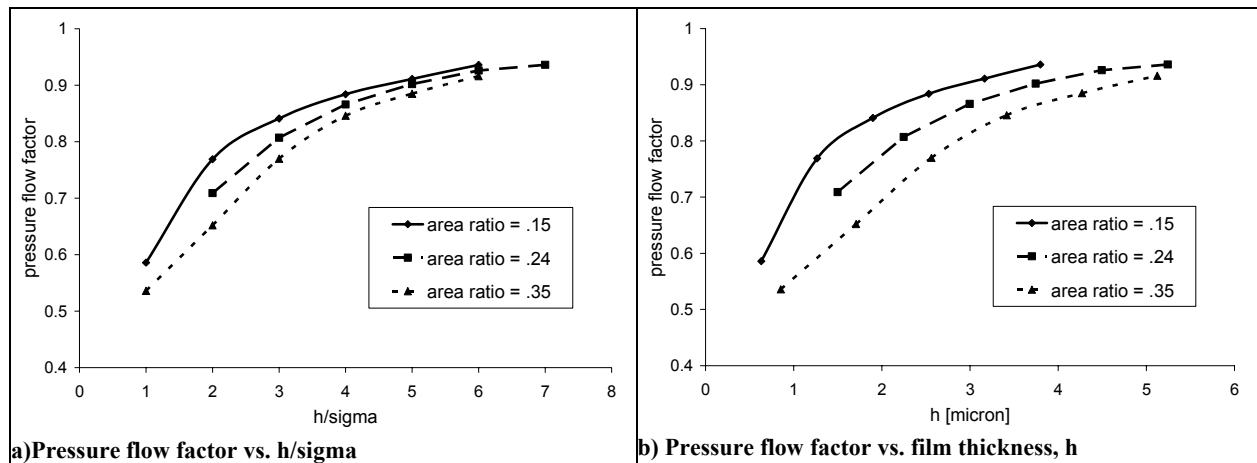 1
0.9
0.8
0.7
0.6
0.5
0.4
pressure flow factor
area ratio = .15
area ratio = .24
area ratio = .35
0 1 2 3 4 5 6 7 8
h/sigma
a)Pressure flow factor vs. h/sigma
1
0.9
0.8
0.7
0.6
0.5
0.4
pressure flow factor
area ratio = .15
area ratio = .24
area ratio = .35
0 1 2 3 4 5 6
h [micron]
b) Pressure flow factor vs. film thickness, h